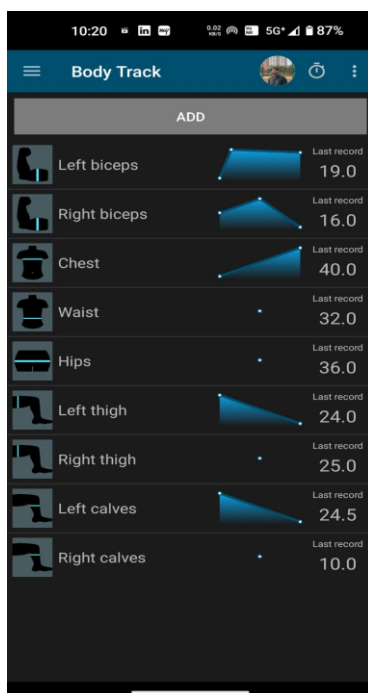 10:20
0.02
KB/S
5G+
87%
Body Track
ADD
Left biceps
Last record
19.0
Right biceps
Last record
16.0
Chest
Last record
40.0
Waist
Last record
32.0
Hips
Last record
36.0
Left thigh
Last record
24.0
Right thigh
Last record
25.0
Left calves
Last record
24.5
Right calves
Last record
10.0